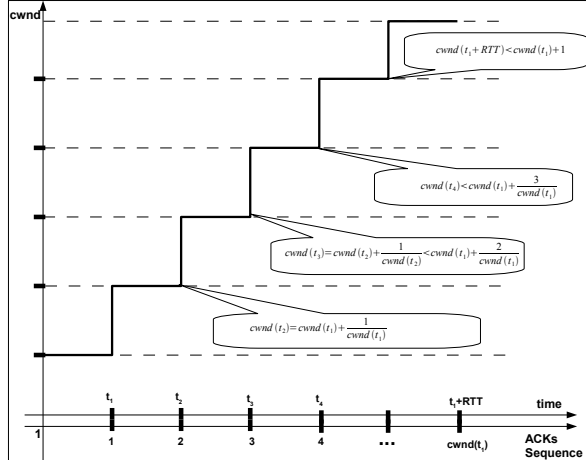 cwnd
cwnd(t₁+RTT)<cwnd(t₁)+1
cwnd(t₄)<cwnd(t₁)+3/cwnd(t₁)
cwnd(t₃)=cwnd(t₂)+1/cwnd(t₂)<cwnd(t₁)+2/cwnd(t₁)
cwnd(t₂)=cwnd(t₁)+1/cwnd(t₁)
t₁ t₂ t₃ t₄ t₁+RTT time
1 1 2 3 4 ... cwnd(t₁) ACKs
Sequence